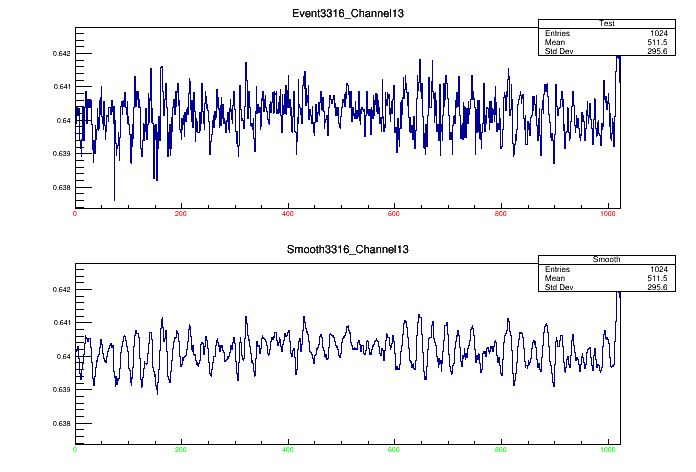 Event3316_Channel13
Test
Entries 1024
Mean 511.5
Std Dev 295.6
0.642
0.641
0.64
0.639
0.638
0 200 400 600 800 1000
Smooth3316_Channel13
Smooth
Entries 1024
Mean 511.5
Std Dev 295.6
0.642
0.641
0.64
0.639
0.638
0 200 400 600 800 1000